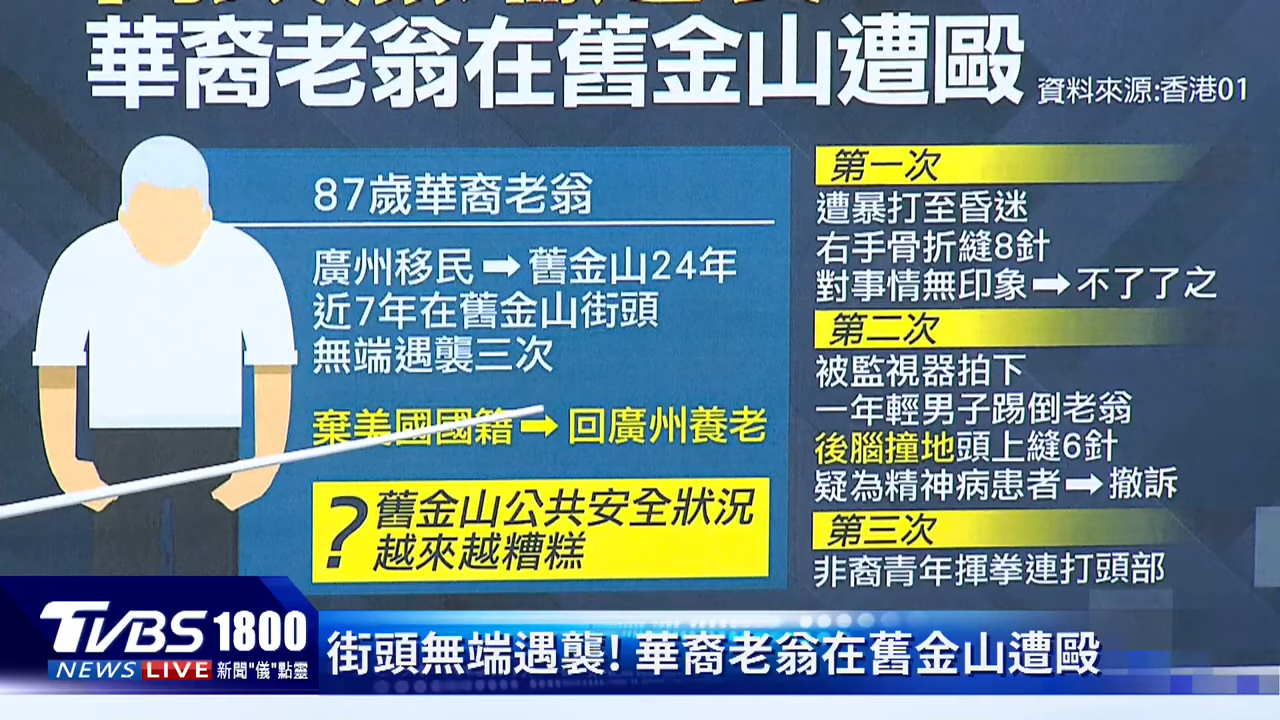 華裔老翁在舊金山遭毆
資料來源:香港01
87歲華裔老翁
廣州移民➡舊金山24年
近7年在舊金山街頭
無端遇襲三次
棄美國國籍➡回廣州養老
?舊金山公共安全狀況
越來越糟糕
第一次
遭暴打至昏迷
右手骨折縫8針
對事情無印象➡不了了之
第二次
被監視器拍下
一年輕男子踢倒老翁
後腦撞地頭上縫6針
疑為精神病患者➡撤訴
第三次
非裔青年揮拳連打頭部
TVBS 1800
NEWS LIVE 新聞"儀"點靈
街頭無端遇襲! 華裔老翁在舊金山遭毆